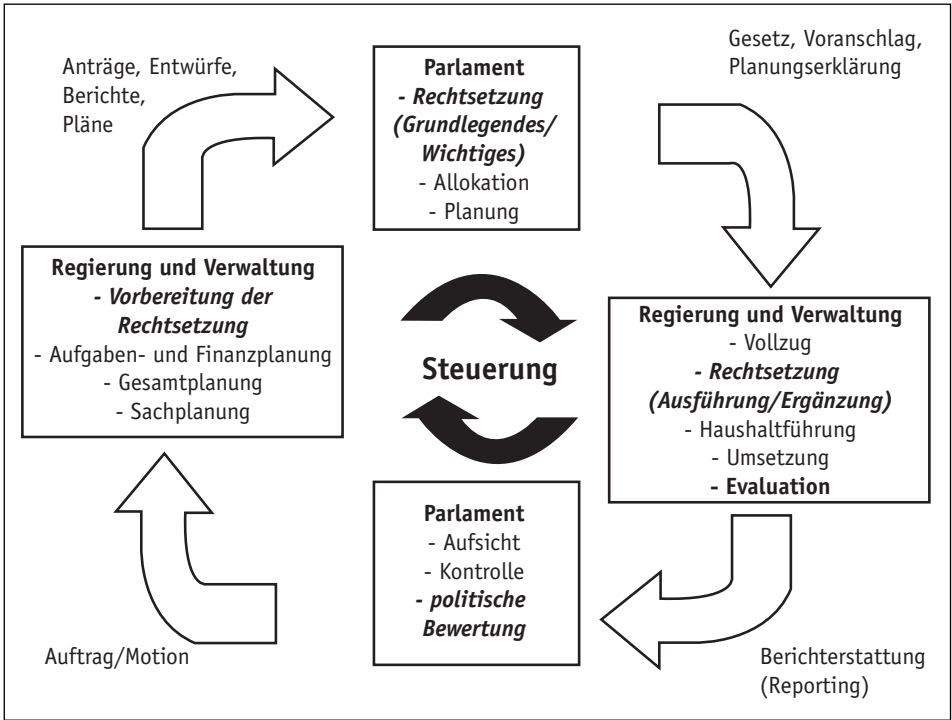 Anträge, Entwürfe,
Berichte,
Pläne
Parlament
- Rechtsetzung
(Grundlegendes/
Wichtiges)
- Allokation
- Planung
Gesetz, Voranschlag,
Planungserklärung
Regierung und Verwaltung
- Vorbereitung der
Rechtsetzung
- Aufgaben- und Finanzplanung
- Gesamtplanung
- Sachplanung
Steuerung
Regierung und Verwaltung
- Vollzug
- Rechtsetzung
(Ausführung/Ergänzung)
- Haushaltführung
- Umsetzung
- Evaluation
Parlament
- Aufsicht
- Kontrolle
- politische
Bewertung
Auftrag/Motion
Berichterstattung
(Reporting)